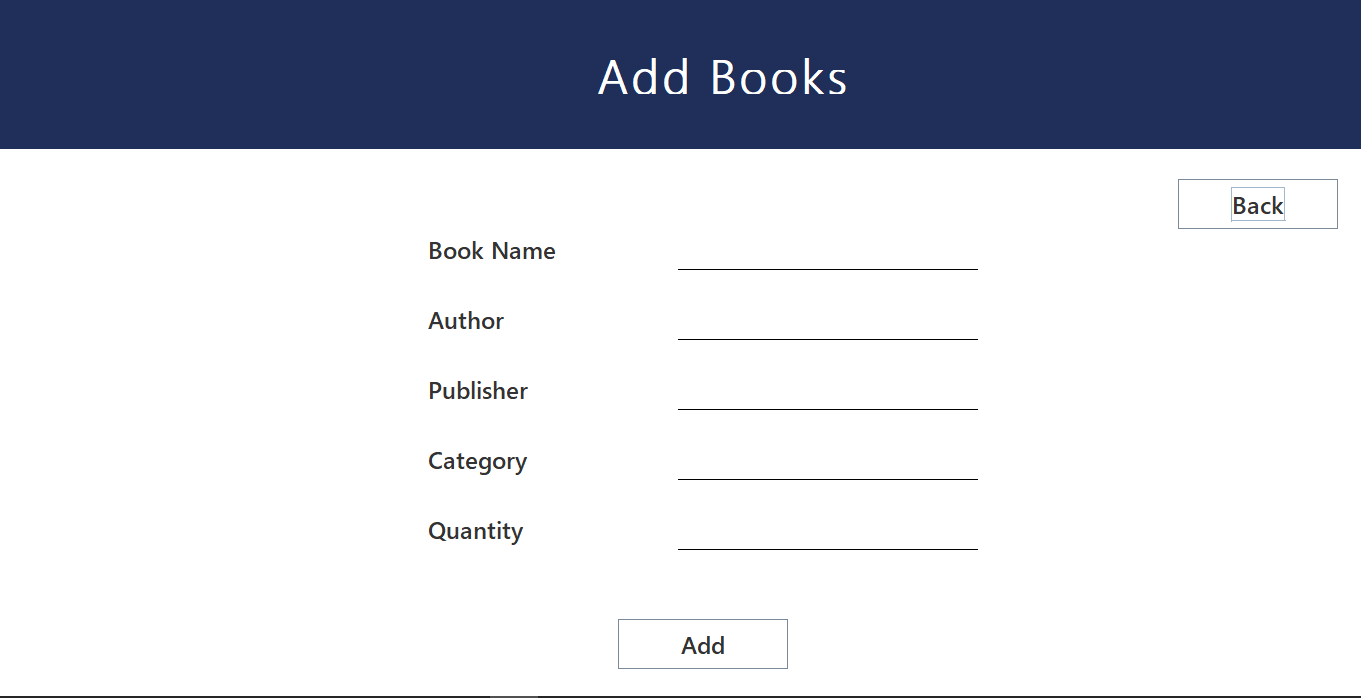 Add Books
Back
Book Name
Author
Publisher
Category
Quantity
Add